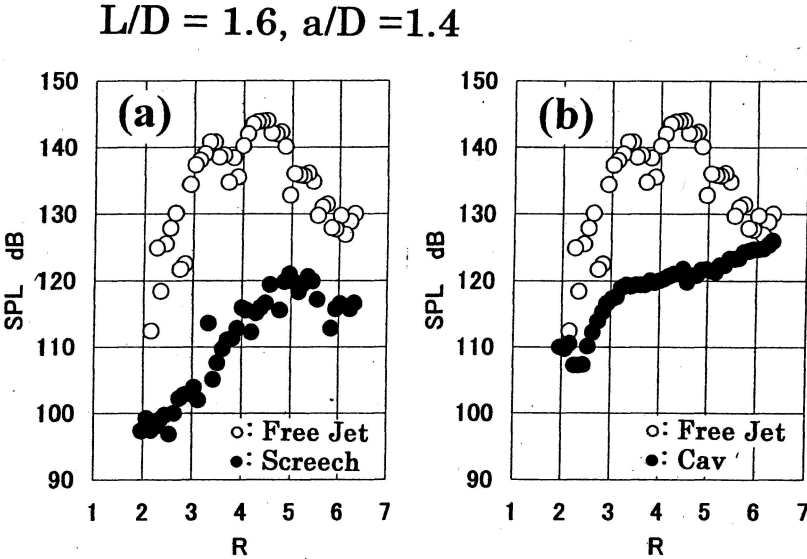 L/D = 1.6, a/D =1.4
(a)
150
140
130
120
110
100
90
SPL dB
1 2 3 4 5 6 7
R
○: Free Jet
●: Screech
(b)
150
140
130
120
110
100
90
SPL dB
1 2 3 4 5 6 7
R
○: Free Jet
●: Cav